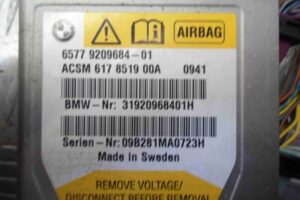 AIRBAG
6577 9209684-01
ACSM 617 8519 00A 0941
BMW-Nr: 31920968401H
Serien-Nr: 09B281MA0723H
Made In Sweden
REMOVE VOLTAGE/
DISCONNECT BEFORE REMOVAL